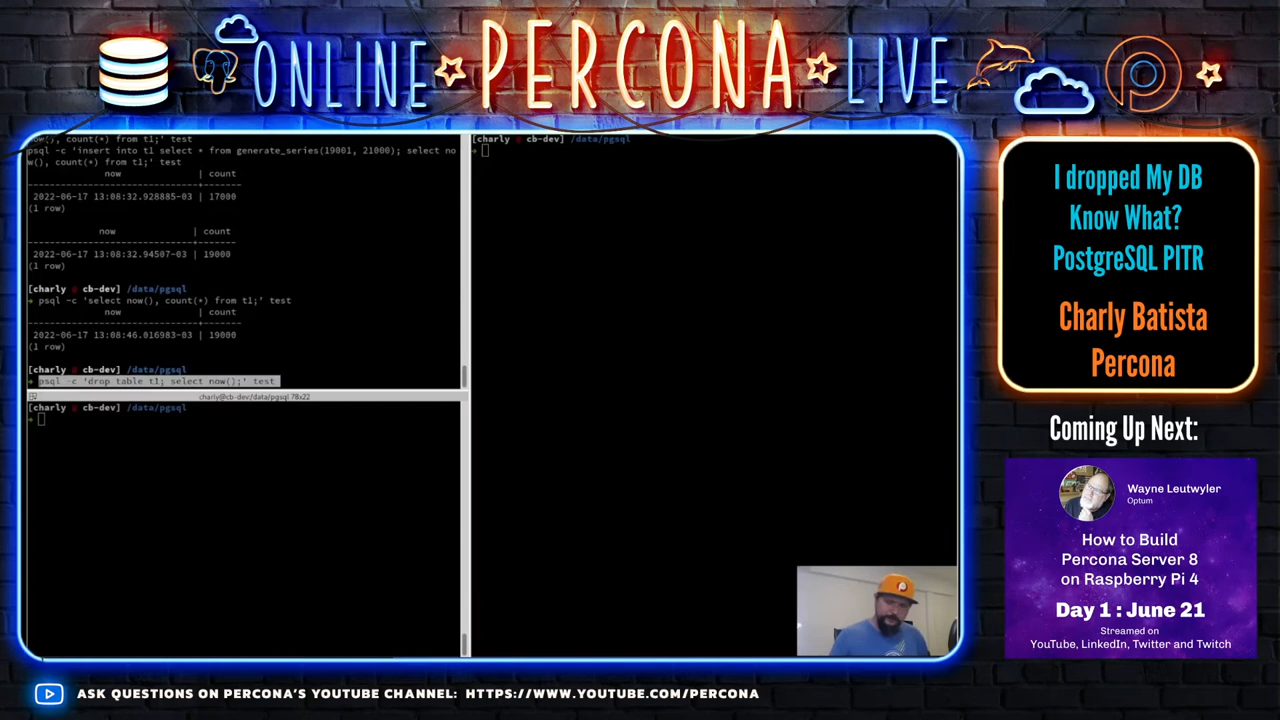 ONLINE PERCONA LIVE
now(), count(*) from t1;' test
psql -c 'insert into t1 select * from generate_series(19001, 21000); select no
w(), count(*) from t1;' test
now | count
-------------------------------+-------
2022-06-17 13:08:32.928885-03 | 17000
(1 row)
now | count
------------------------------+-------
2022-06-17 13:08:32.94507-03 | 19000
(1 row)
[charly @ cb-dev] /data/pgsql
psql -c 'select now(), count(*) from t1;' test
now | count
-------------------------------+-------
2022-06-17 13:08:46.016983-03 | 19000
(1 row)
[charly @ cb-dev] /data/pgsql
psql -c 'drop table t1; select now();' test
charly@cb-dev:/data/pgsql 78x22
[charly @ cb-dev] /data/pgsql
[charly @ cb-dev] /data/pgsql
I dropped My DB
Know What?
PostgreSQL PITR
Charly Batista
Percona
Coming Up Next:
Wayne Leutwyler
Optum
How to Build
Percona Server 8
on Raspberry Pi 4
Day 1 : June 21
Streamed on
YouTube, LinkedIn, Twitter and Twitch
ASK QUESTIONS ON PERCONA'S YOUTUBE CHANNEL: HTTPS://WWW.YOUTUBE.COM/PERCONA